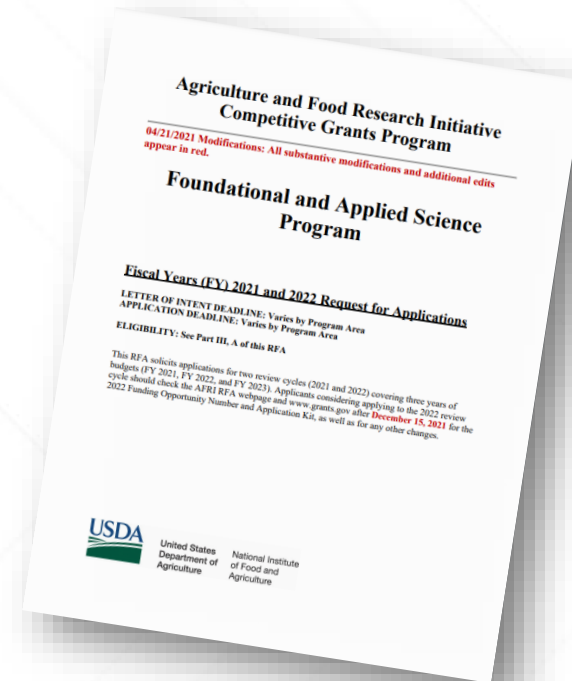 Agriculture and Food Research Initiative
Competitive Grants Program
04/21/2021 Modifications: All substantive modifications and additional edits
appear in red.
Foundational and Applied Science
Program
Fiscal Years (FY) 2021 and 2022 Request for Applications
LETTER OF INTENT DEADLINE: Varies by Program Area
APPLICATION DEADLINE: Varies by Program Area
ELIGIBILITY: See Part III, A of this RFA
This RFA solicits applications for two review cycles (2021 and 2022) covering three years of
budgets (FY 2021, FY 2022, and FY 2023). Applicants considering applying to the 2022 review
cycle should check the AFRI RFA webpage and www.grants.gov after December 15, 2021 for the
2022 Funding Opportunity Number and Application Kit, as well as for any other changes.
USDA
United States
Department of
Agriculture
National Institute
of Food and
Agriculture